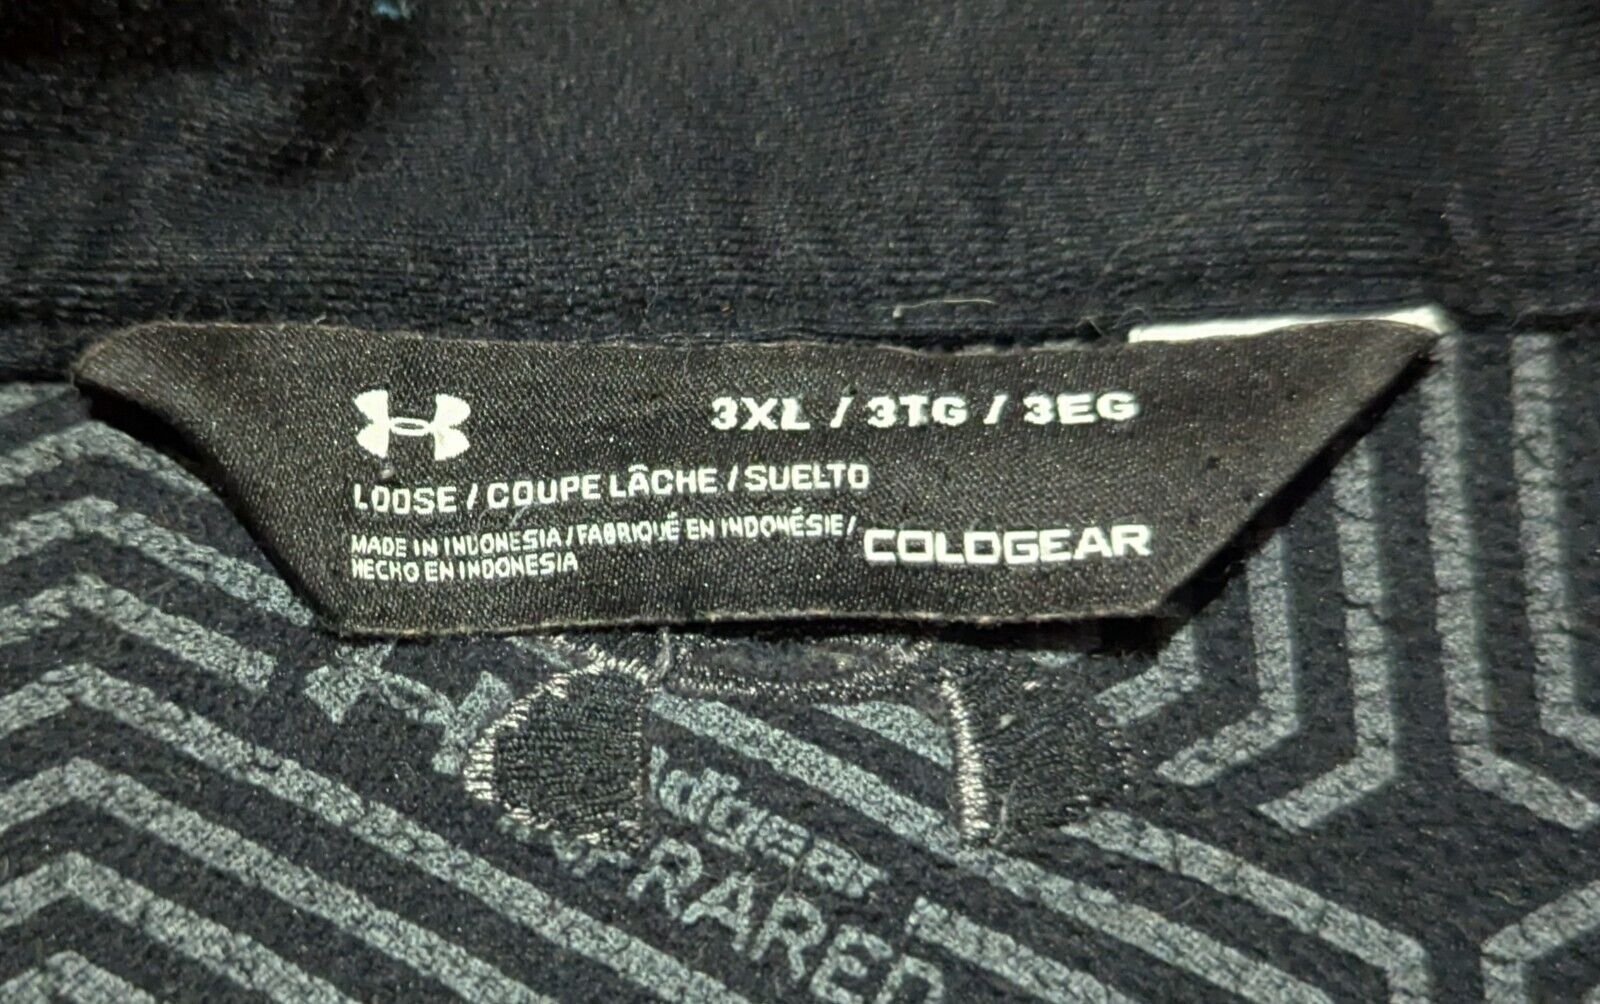 3XL / 3TG / 3EG
LOOSE / COUPE LÂCHE / SUELTO
MADE IN INDONESIA / FABRIQUÉ EN INDONÉSIE /
HECHO EN INDONESIA
COLDGEAR